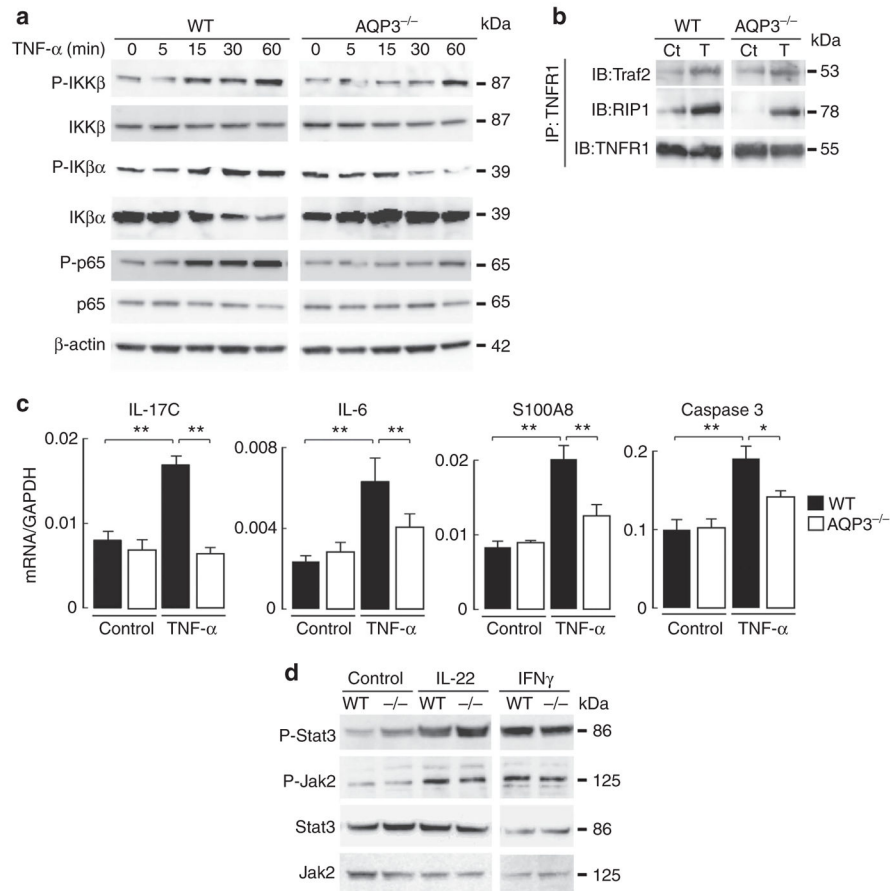 a
WT AQP3−/− kDa
TNF-α (min) 0 5 15 30 60 0 5 15 30 60
P-IKKβ 87
IKKβ 87
P-IKβα 39
IKβα 39
P-p65 65
p65 65
β-actin 42
b
WT AQP3−/− kDa
Ct T Ct T
IP: TNFR1
IB:Traf2 53
IB:RIP1 78
IB:TNFR1 55
c
mRNA/GAPDH
IL-17C
** **
0.02
0.01
0
Control TNF-α
IL-6
** **
0.008
0.004
0
Control TNF-α
S100A8
** **
0.02
0.01
0
Control TNF-α
Caspase 3
** *
0.2
0.1
0
Control TNF-α
WT
AQP3−/−
d
Control IL-22 IFNγ
WT −/− WT −/− WT −/− kDa
P-Stat3 86
P-Jak2 125
Stat3 86
Jak2 125